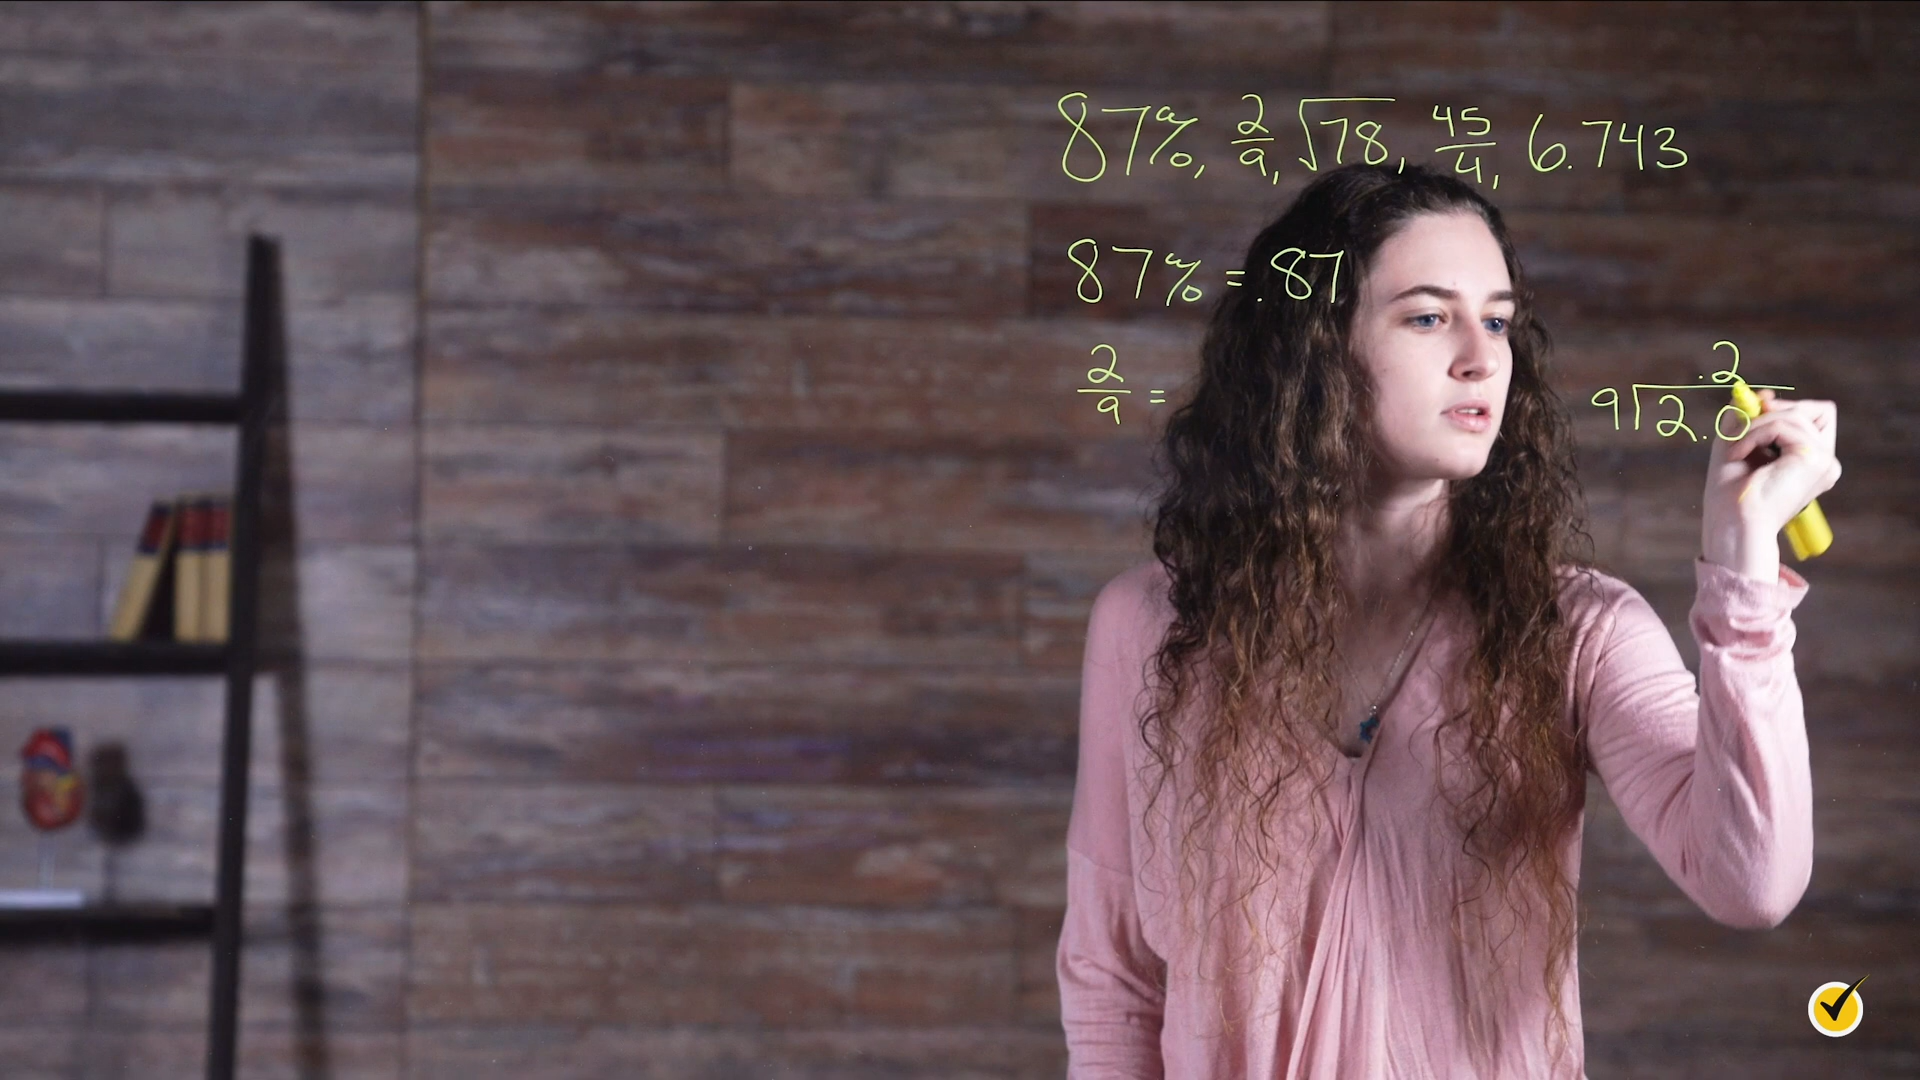 87%, 2/9, √78, 45/4, 6.743
87% = .87
2/9 =
.2
9⟌2.0